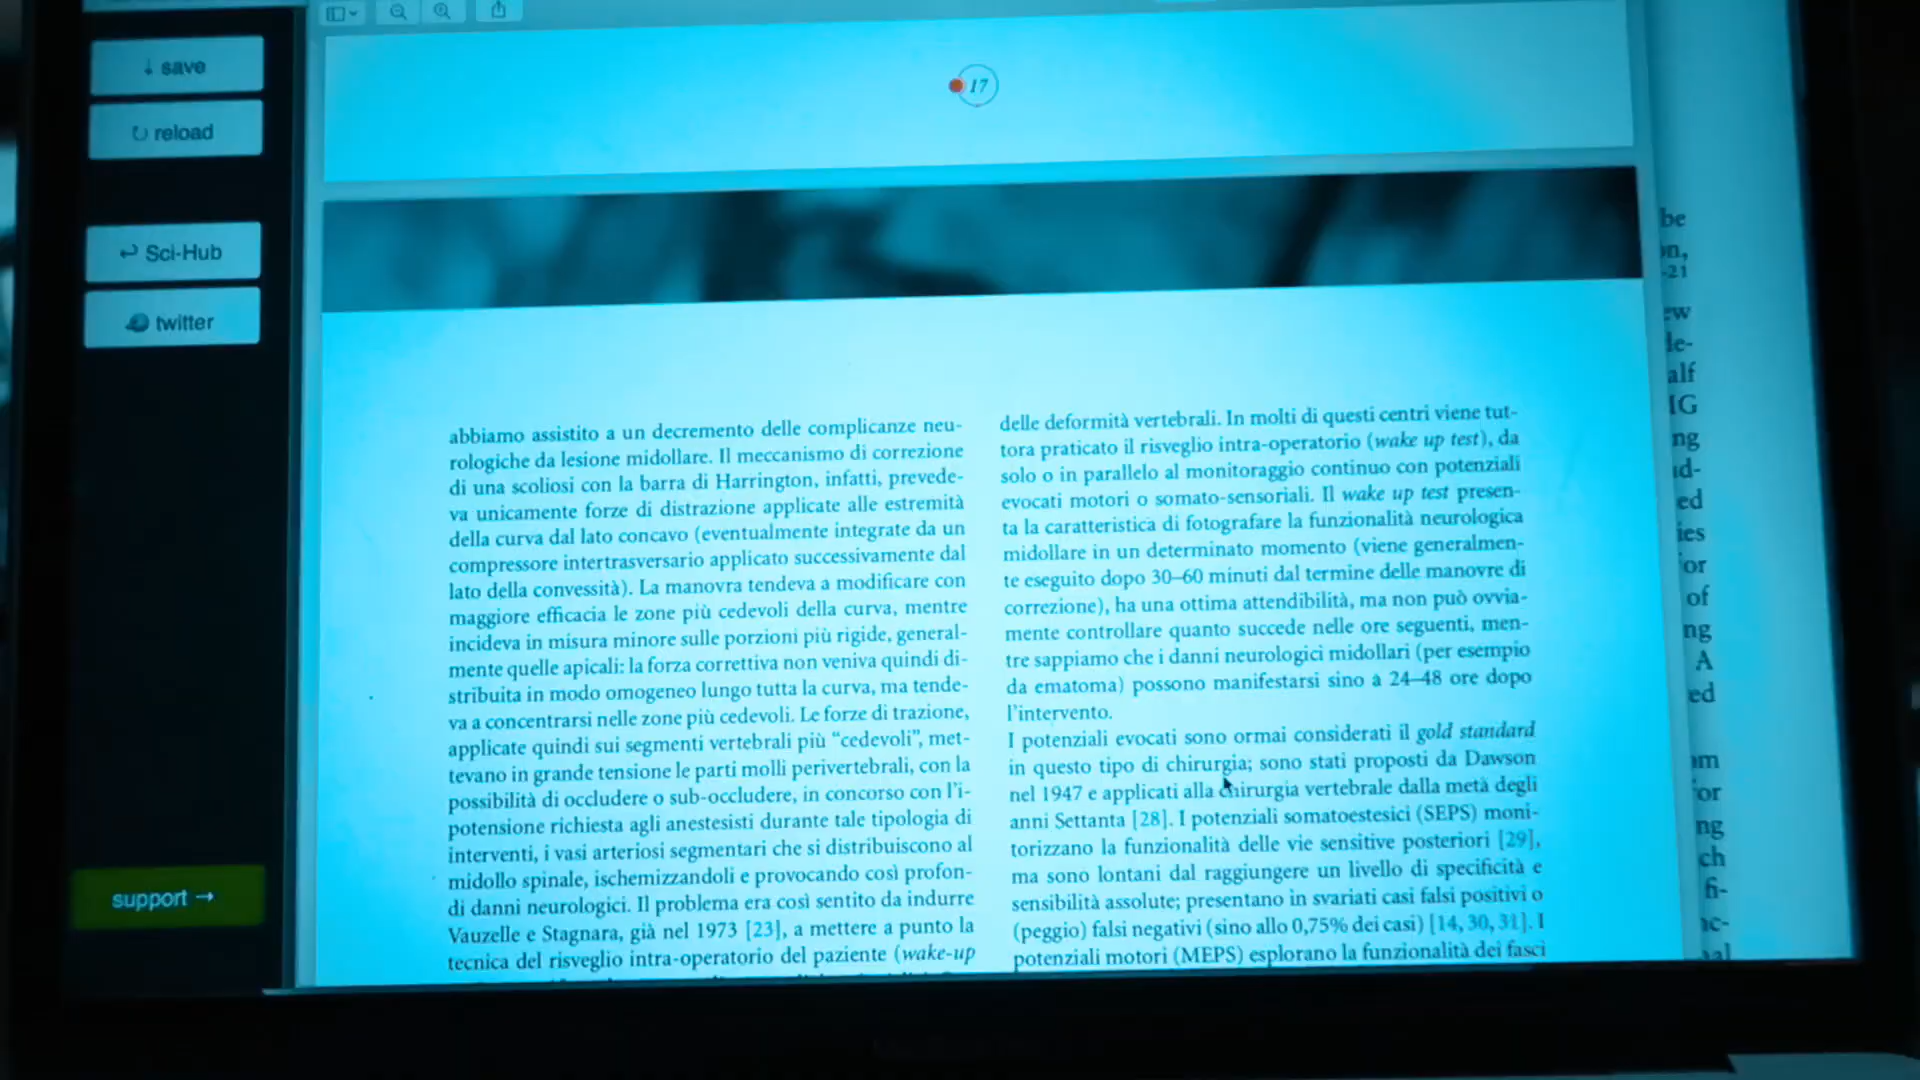 ↓ save
↻ reload
↩ Sci-Hub
twitter
support →
17
abbiamo assistito a un decremento delle complicanze neu-
rologiche da lesione midollare. Il meccanismo di correzione
di una scoliosi con la barra di Harrington, infatti, prevede-
va unicamente forze di distrazione applicate alle estremità
della curva dal lato concavo (eventualmente integrate da un
compressore intertrasversario applicato successivamente dal
lato della convessità). La manovra tendeva a modificare con
maggiore efficacia le zone più cedevoli della curva, mentre
incideva in misura minore sulle porzioni più rigide, general-
mente quelle apicali: la forza correttiva non veniva quindi di-
stribuita in modo omogeneo lungo tutta la curva, ma tende-
va a concentrarsi nelle zone più cedevoli. Le forze di trazione,
applicate quindi sui segmenti vertebrali più “cedevoli”, met-
tevano in grande tensione le parti molli perivertebrali, con la
possibilità di occludere o sub-occludere, in concorso con l’i-
potensione richiesta agli anestesisti durante tale tipologia di
interventi, i vasi arteriosi segmentari che si distribuiscono al
midollo spinale, ischemizzandoli e provocando così profon-
di danni neurologici. Il problema era così sentito da indurre
Vauzelle e Stagnara, già nel 1973 [23], a mettere a punto la
tecnica del risveglio intra-operatorio del paziente (wake-up
delle deformità vertebrali. In molti di questi centri viene tut-
tora praticato il risveglio intra-operatorio (wake up test), da
solo o in parallelo al monitoraggio continuo con potenziali
evocati motori o somato-sensoriali. Il wake up test presen-
ta la caratteristica di fotografare la funzionalità neurologica
midollare in un determinato momento (viene generalmen-
te eseguito dopo 30–60 minuti dal termine delle manovre di
correzione), ha una ottima attendibilità, ma non può ovvia-
mente controllare quanto succede nelle ore seguenti, men-
tre sappiamo che i danni neurologici midollari (per esempio
da ematoma) possono manifestarsi sino a 24–48 ore dopo
l’intervento.
I potenziali evocati sono ormai considerati il gold standard
in questo tipo di chirurgia; sono stati proposti da Dawson
nel 1947 e applicati alla chirurgia vertebrale dalla metà degli
anni Settanta [28]. I potenziali somatoestesici (SEPS) moni-
torizzano la funzionalità delle vie sensitive posteriori [29],
ma sono lontani dal raggiungere un livello di specificità e
sensibilità assolute; presentano in svariati casi falsi positivi o
(peggio) falsi negativi (sino allo 0,75% dei casi) [14, 30, 31]. I
potenziali motori (MEPS) esplorano la funzionalità dei fasci
be
on,
-21
ew
le-
alf
IG
ng
ed
ies
or
of
ng
A
ed
or
ng
ch
fi-